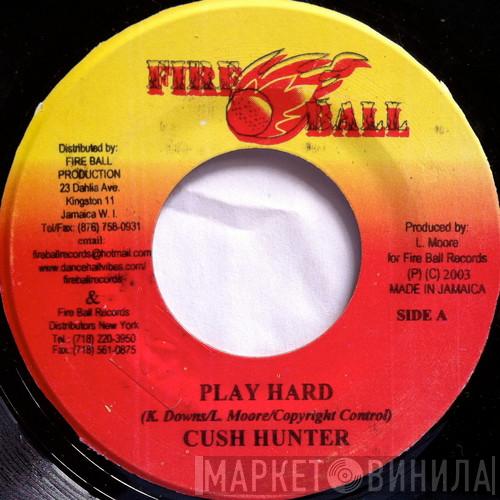 FIRE
BALL
Distributed by:
FIRE BALL
PRODUCTION
23 Dahlia Ave.
Kingston 11
Jamaica W. I.
Tel/Fax: (876) 758-0931
email:
fireballrecords@hotmail.com
www.dancehallvibes.com/
fireballrecords
&
Fire Ball Records
Distributors New York
Tel.: (718) 220-3950
Fax.:(718) 561-0875
Produced by:
L. Moore
for Fire Ball Records
(P) (C) 2003
MADE IN JAMAICA
SIDE A
PLAY HARD
(K. Downs/L. Moore/Copyright Control)
CUSH HUNTER
МАРКЕТ ВИНИЛА